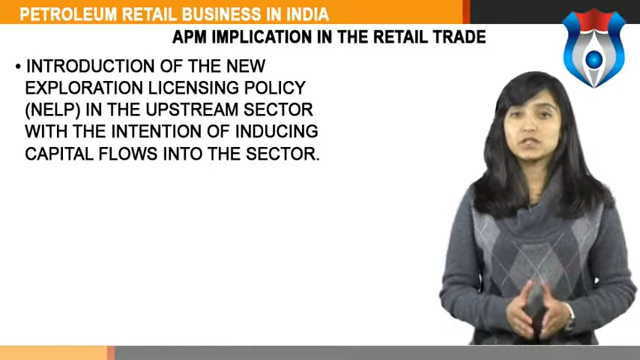 PETROLEUM RETAIL BUSINESS IN INDIA
APM IMPLICATION IN THE RETAIL TRADE
• INTRODUCTION OF THE NEW
EXPLORATION LICENSING POLICY
(NELP) IN THE UPSTREAM SECTOR
WITH THE INTENTION OF INDUCING
CAPITAL FLOWS INTO THE SECTOR.